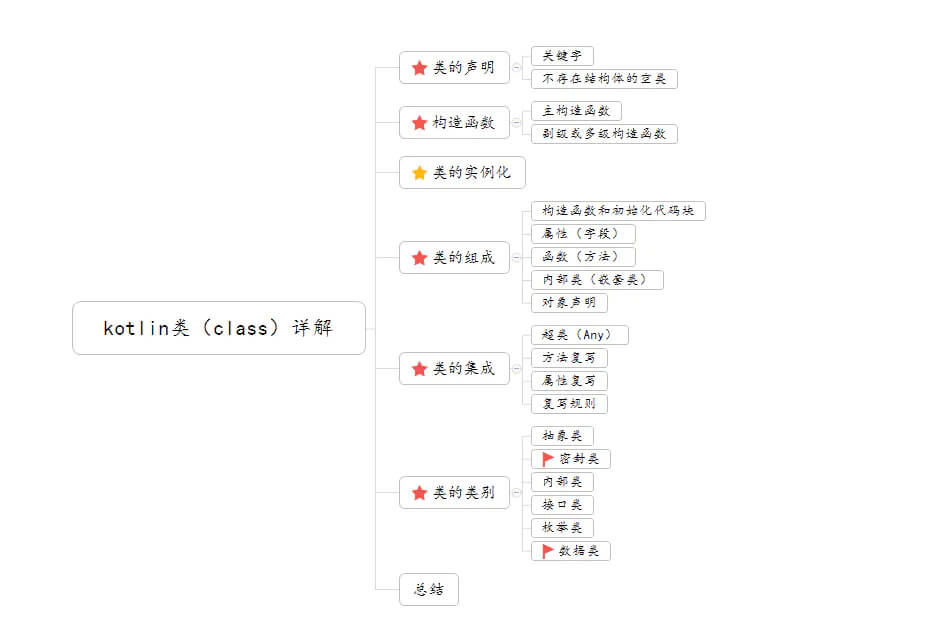 kotlin类（class）详解
类的声明
关键字
不存在结构体的空类
构造函数
主构造函数
副级或多级构造函数
类的实例化
类的组成
构造函数和初始化代码块
属性（字段）
函数（方法）
内部类（嵌套类）
对象声明
类的集成
超类（Any）
方法复写
属性复写
复写规则
类的类别
抽象类
密封类
内部类
接口类
枚举类
数据类
总结